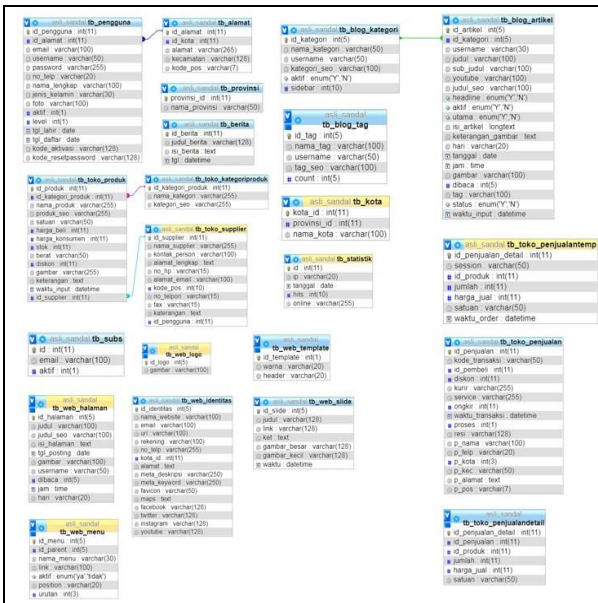 asli_sandal tb_pengguna
id_pengguna : int(11)
id_alamat : int(11)
email : varchar(100)
username : varchar(50)
password : varchar(255)
no_telp : varchar(20)
nama_lengkap : varchar(100)
jenis_kelamin : varchar(30)
foto : varchar(100)
aktif : int(1)
level : int(1)
tgl_lahir : date
tgl_daftar : date
kode_aktivasi : varchar(128)
kode_resetpassword : varchar(128)
asli_sandal tb_alamat
id_alamat : int(11)
id_kota : int(11)
alamat : varchar(265)
kecamatan : varchar(128)
kode_pos : varchar(7)
asli_sandal tb_provinsi
provinsi_id : int(11)
nama_provinsi : varchar(50)
asli_sandal tb_berita
id_berita : int(11)
judul_berita : varchar(128)
isi_berita : text
tgl : datetime
asli_sandal tb_blog_kategori
id_kategori : int(5)
nama_kategori : varchar(50)
username : varchar(50)
kategori_seo : varchar(100)
aktif : enum('Y','N')
sidebar : int(10)
asli_sandal
tb_blog_tag
id_tag : int(5)
nama_tag : varchar(100)
username : varchar(50)
tag_seo : varchar(100)
count : int(5)
asli_sandal tb_kota
kota_id : int(11)
provinsi_id : int(11)
nama_kota : varchar(100)
asli_sandal tb_statistik
id : int(11)
ip : varchar(20)
tanggal : date
hits : int(10)
online : varchar(255)
asli_sandal tb_blog_artikel
id_artikel : int(5)
id_kategori : int(5)
username : varchar(30)
judul : varchar(100)
sub_judul : varchar(100)
youtube : varchar(100)
judul_seo : varchar(100)
headline : enum('Y','N')
aktif : enum('Y','N')
utama : enum('Y','N')
isi_artikel : longtext
keterangan_gambar : text
hari : varchar(20)
tanggal : date
jam : time
gambar : varchar(100)
dibaca : int(5)
tag : varchar(100)
status : enum('Y','N')
waktu_input : datetime
asli_sandal tb_toko_produk
id_produk : int(11)
id_kategori_produk : int(11)
nama_produk : varchar(255)
produk_seo : varchar(255)
satuan : varchar(50)
harga_beli : int(11)
harga_konsumen : int(11)
stok : int(11)
berat : varchar(50)
diskon : int(11)
gambar : varchar(255)
keterangan : text
waktu_input : datetime
id_supplier : int(11)
asli_sandal tb_toko_kategoriproduk
id_kategori_produk : int(11)
nama_kategori : varchar(255)
kategori_seo : varchar(255)
asli_sandal tb_toko_supplier
id_supplier : int(11)
nama_supplier : varchar(255)
kontak_person : varchar(100)
alamat_lengkap : text
no_hp : varchar(15)
alamat_email : varchar(100)
kode_pos : int(10)
no_telpon : varchar(15)
fax : varchar(15)
keterangan : text
id_pengguna : int(11)
asli_sandal tb_toko_penjualantemp
id_penjualan_detail : int(11)
session : varchar(50)
id_produk : int(11)
jumlah : int(11)
harga_jual : int(11)
satuan : varchar(50)
waktu_order : datetime
asli_sandal tb_subs
id : int(11)
email : varchar(100)
aktif : int(1)
asli_sandal
tb_web_logo
id_logo : int(5)
gambar : varchar(100)
asli_sandal
tb_web_template
id_template : int(1)
warna : varchar(20)
header : varchar(20)
asli_sandal tb_toko_penjualan
id_penjualan : int(11)
kode_transaksi : varchar(50)
id_pembeli : int(11)
diskon : int(11)
kurir : varchar(255)
service : varchar(255)
ongkir : int(11)
waktu_transaksi : datetime
proses : int(1)
resi : varchar(128)
p_nama : varchar(100)
p_telp : varchar(20)
p_kota : int(3)
p_kec : varchar(50)
p_alamat : text
p_pos : varchar(7)
asli_sandal
tb_web_halaman
id_halaman : int(5)
judul : varchar(100)
judul_seo : varchar(100)
isi_halaman : text
tgl_posting : date
gambar : varchar(100)
username : varchar(50)
dibaca : int(5)
jam : time
hari : varchar(20)
asli_sandal tb_web_identitas
id_identitas : int(5)
nama_website : varchar(100)
email : varchar(100)
url : varchar(100)
rekening : varchar(100)
no_telp : varchar(255)
kota_id : int(11)
alamat : text
meta_deskripsi : varchar(250)
meta_keyword : varchar(250)
favicon : varchar(50)
maps : text
facebook : varchar(128)
twitter : varchar(128)
instagram : varchar(128)
youtube : varchar(128)
asli_sandal tb_web_slide
id_slide : int(5)
judul : varchar(128)
link : varchar(128)
ket : text
gambar_besar : varchar(128)
gambar_kecil : varchar(128)
waktu : datetime
asli_sandal
tb_web_menu
id_menu : int(5)
id_parent : int(5)
nama_menu : varchar(30)
link : varchar(100)
aktif : enum('ya','tidak')
position : varchar(20)
urutan : int(3)
asli_sandal
tb_toko_penjualandetail
id_penjualan_detail : int(11)
id_penjualan : int(11)
id_produk : int(11)
jumlah : int(11)
harga_jual : int(11)
satuan : varchar(50)